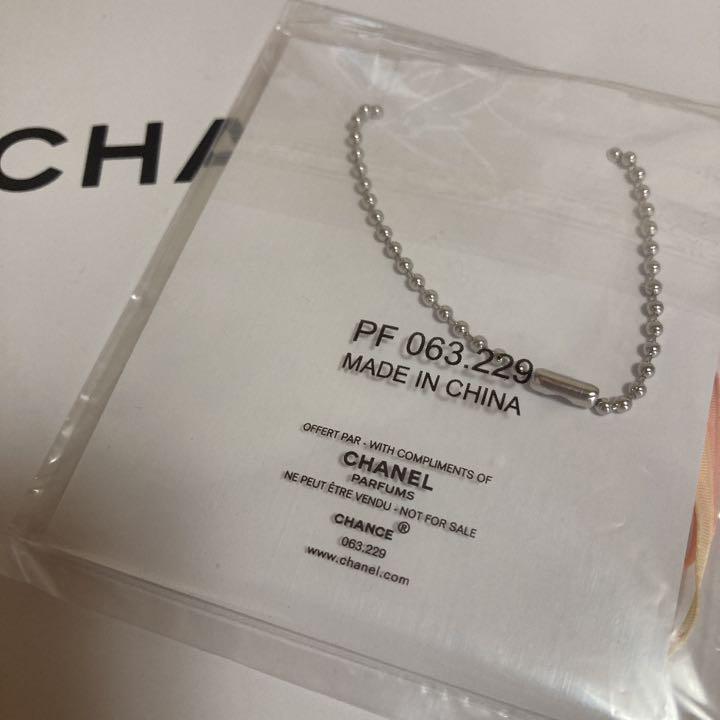 CHA
PF 063.229
MADE IN CHINA
OFFERT PAR - WITH COMPLIMENTS OF
CHANEL
PARFUMS
NE PEUT ÊTRE VENDU - NOT FOR SALE
CHANCE®
063.229
www.chanel.com